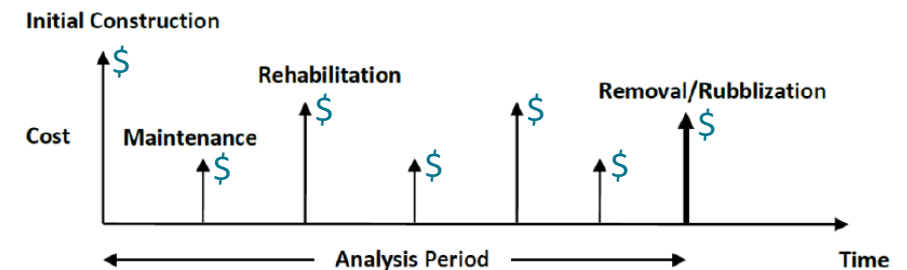 Initial Construction
$
Rehabilitation
Removal/Rubblization
$
$
$
Cost
Maintenance
$
$
$
Analysis Period
Time